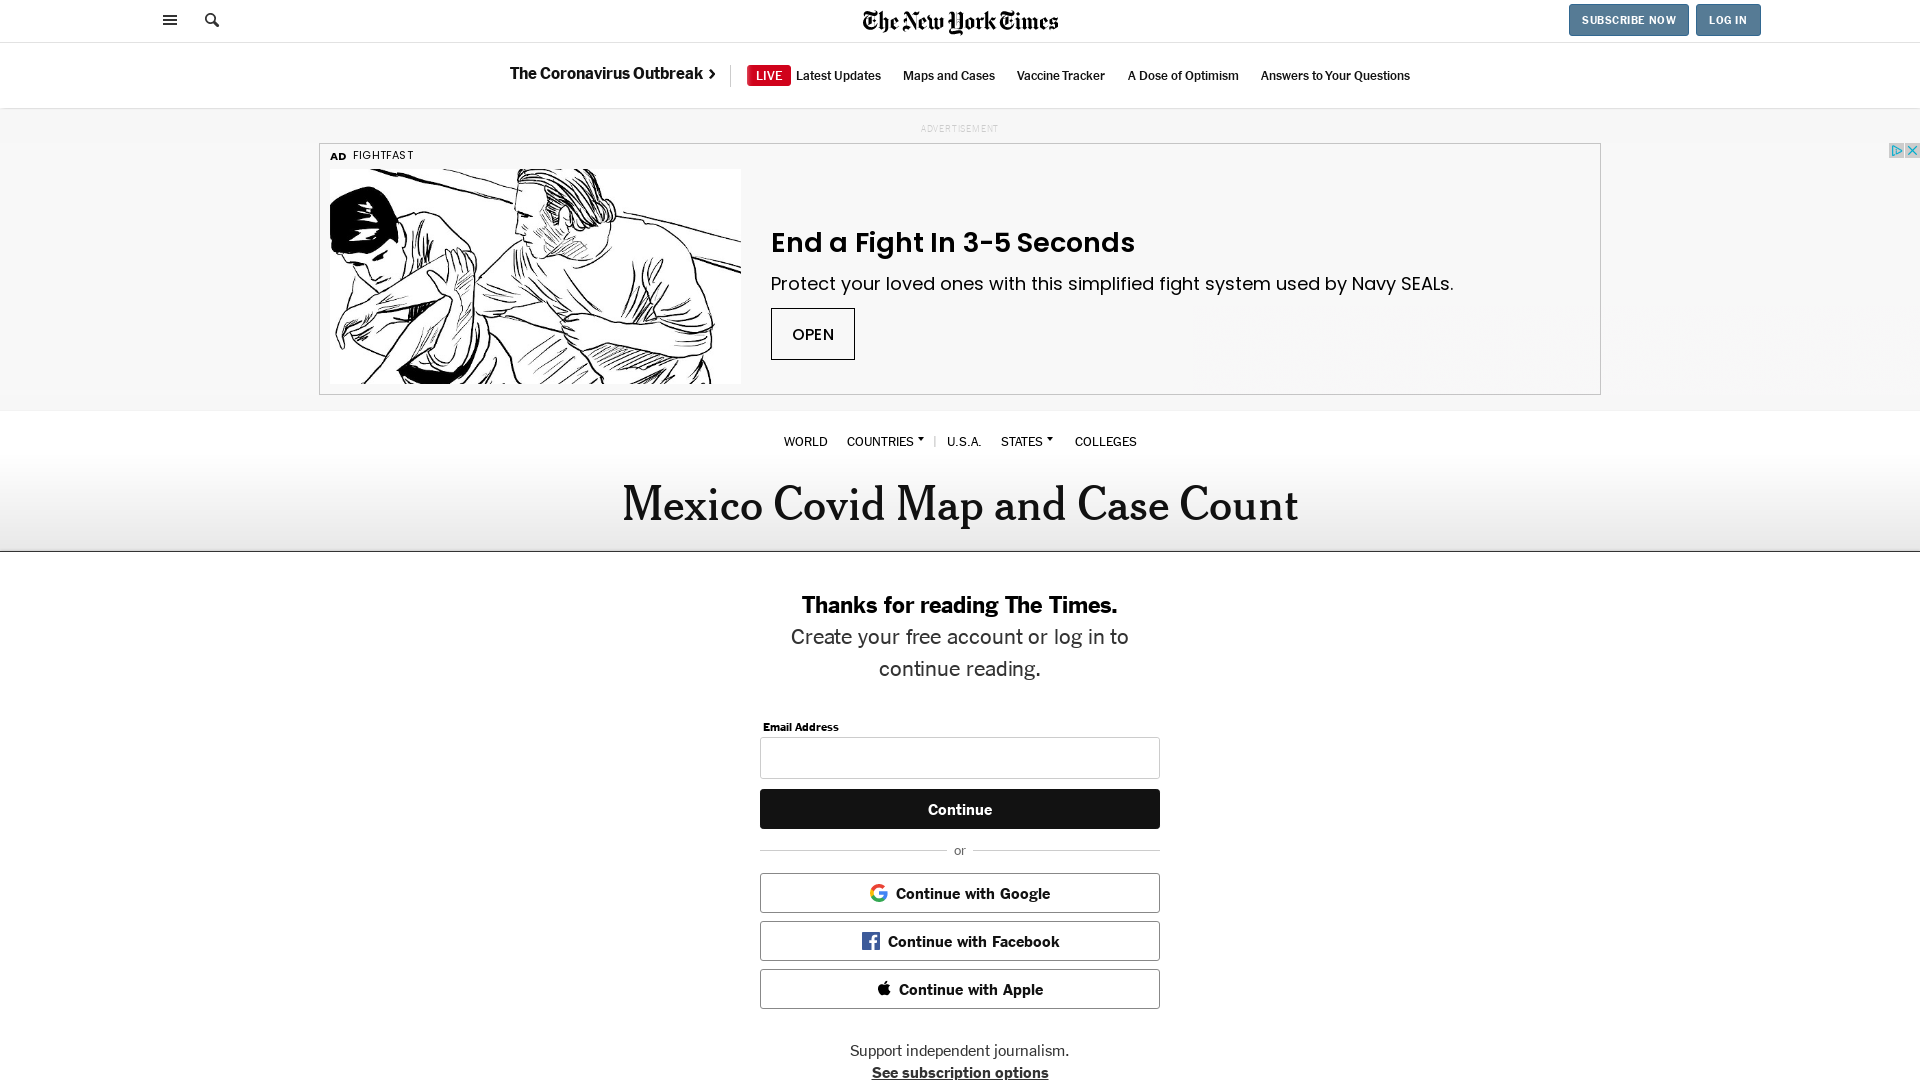 The New York Times
SUBSCRIBE NOW
LOG IN
The Coronavirus Outbreak
LIVE Latest Updates
Maps and Cases
Vaccine Tracker
A Dose of Optimism
Answers to Your Questions
ADVERTISEMENT
AD FIGHTFAST
End a Fight In 3-5 Seconds
Protect your loved ones with this simplified fight system used by Navy SEALs.
OPEN
WORLD COUNTRIES | U.S.A. STATES COLLEGES
Mexico Covid Map and Case Count
Thanks for reading The Times.
Create your free account or log in to
continue reading.
Email Address
Continue
or
Continue with Google
Continue with Facebook
Continue with Apple
Support independent journalism.
See subscription options